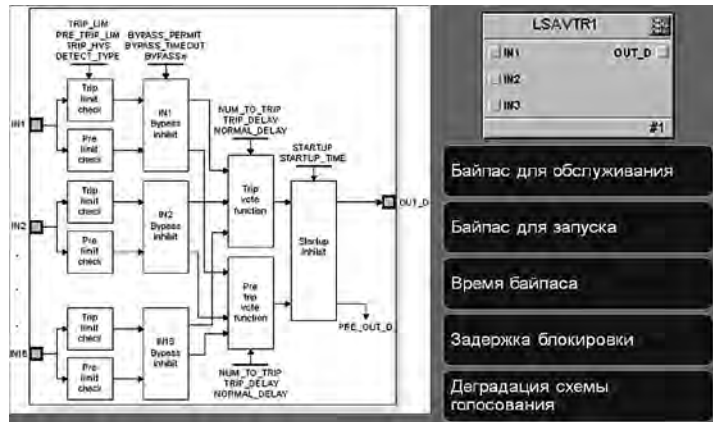 TRIP_LIM
PRE_TRIP_LIM
TRIP_HYS
DETECT_TYPE
BYPASS_PERMIT
BYPASS_TIMEOUT
BYPASSn
IN1
Trip
limit
check
Pre
limit
check
IN1
Bypass
inhibit
NUM_TO_TRIP
TRIP_DELAY
NORMAL_DELAY
STARTUP
STARTUP_TIME
IN2
Trip
limit
check
Pre
limit
check
IN2
Bypass
inhibit
Trip
vote
function
Startup
inhibit
OUT_D
Pre
trip
vote
function
PRE_OUT_D
IN16
Trip
limit
check
Pre
limit
check
IN16
Bypass
inhibit
NUM_TO_TRIP
TRIP_DELAY
NORMAL_DELAY
LSAVTR1
IN1 OUT_D
IN2
IN3
#1
Байпас для обслуживания
Байпас для запуска
Время байпаса
Задержка блокировки
Деградация схемы
голосования